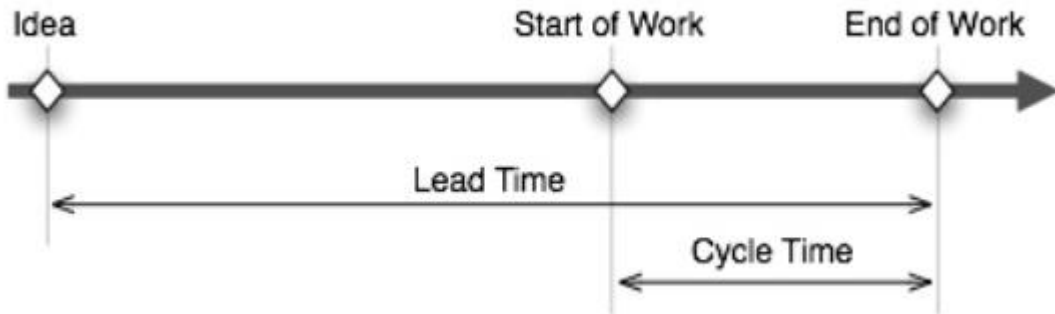 Idea
Start of Work
End of Work
Lead Time
Cycle Time